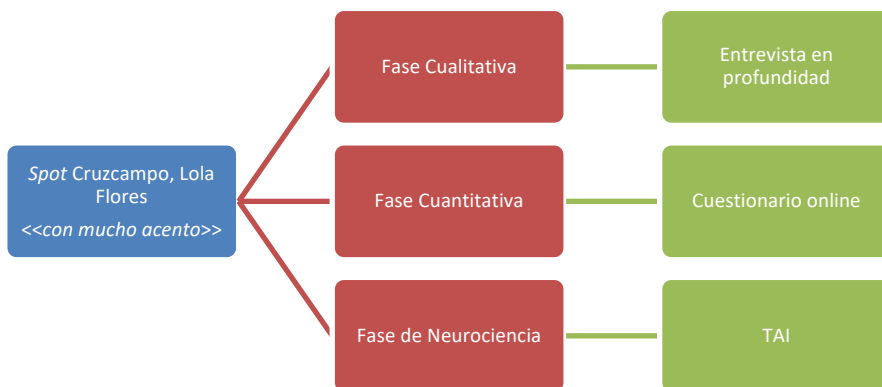 Spot Cruzcampo, Lola
Flores
<<con mucho acento>>
Fase Cualitativa
Entrevista en
profundidad
Fase Cuantitativa
Cuestionario online
Fase de Neurociencia
TAI